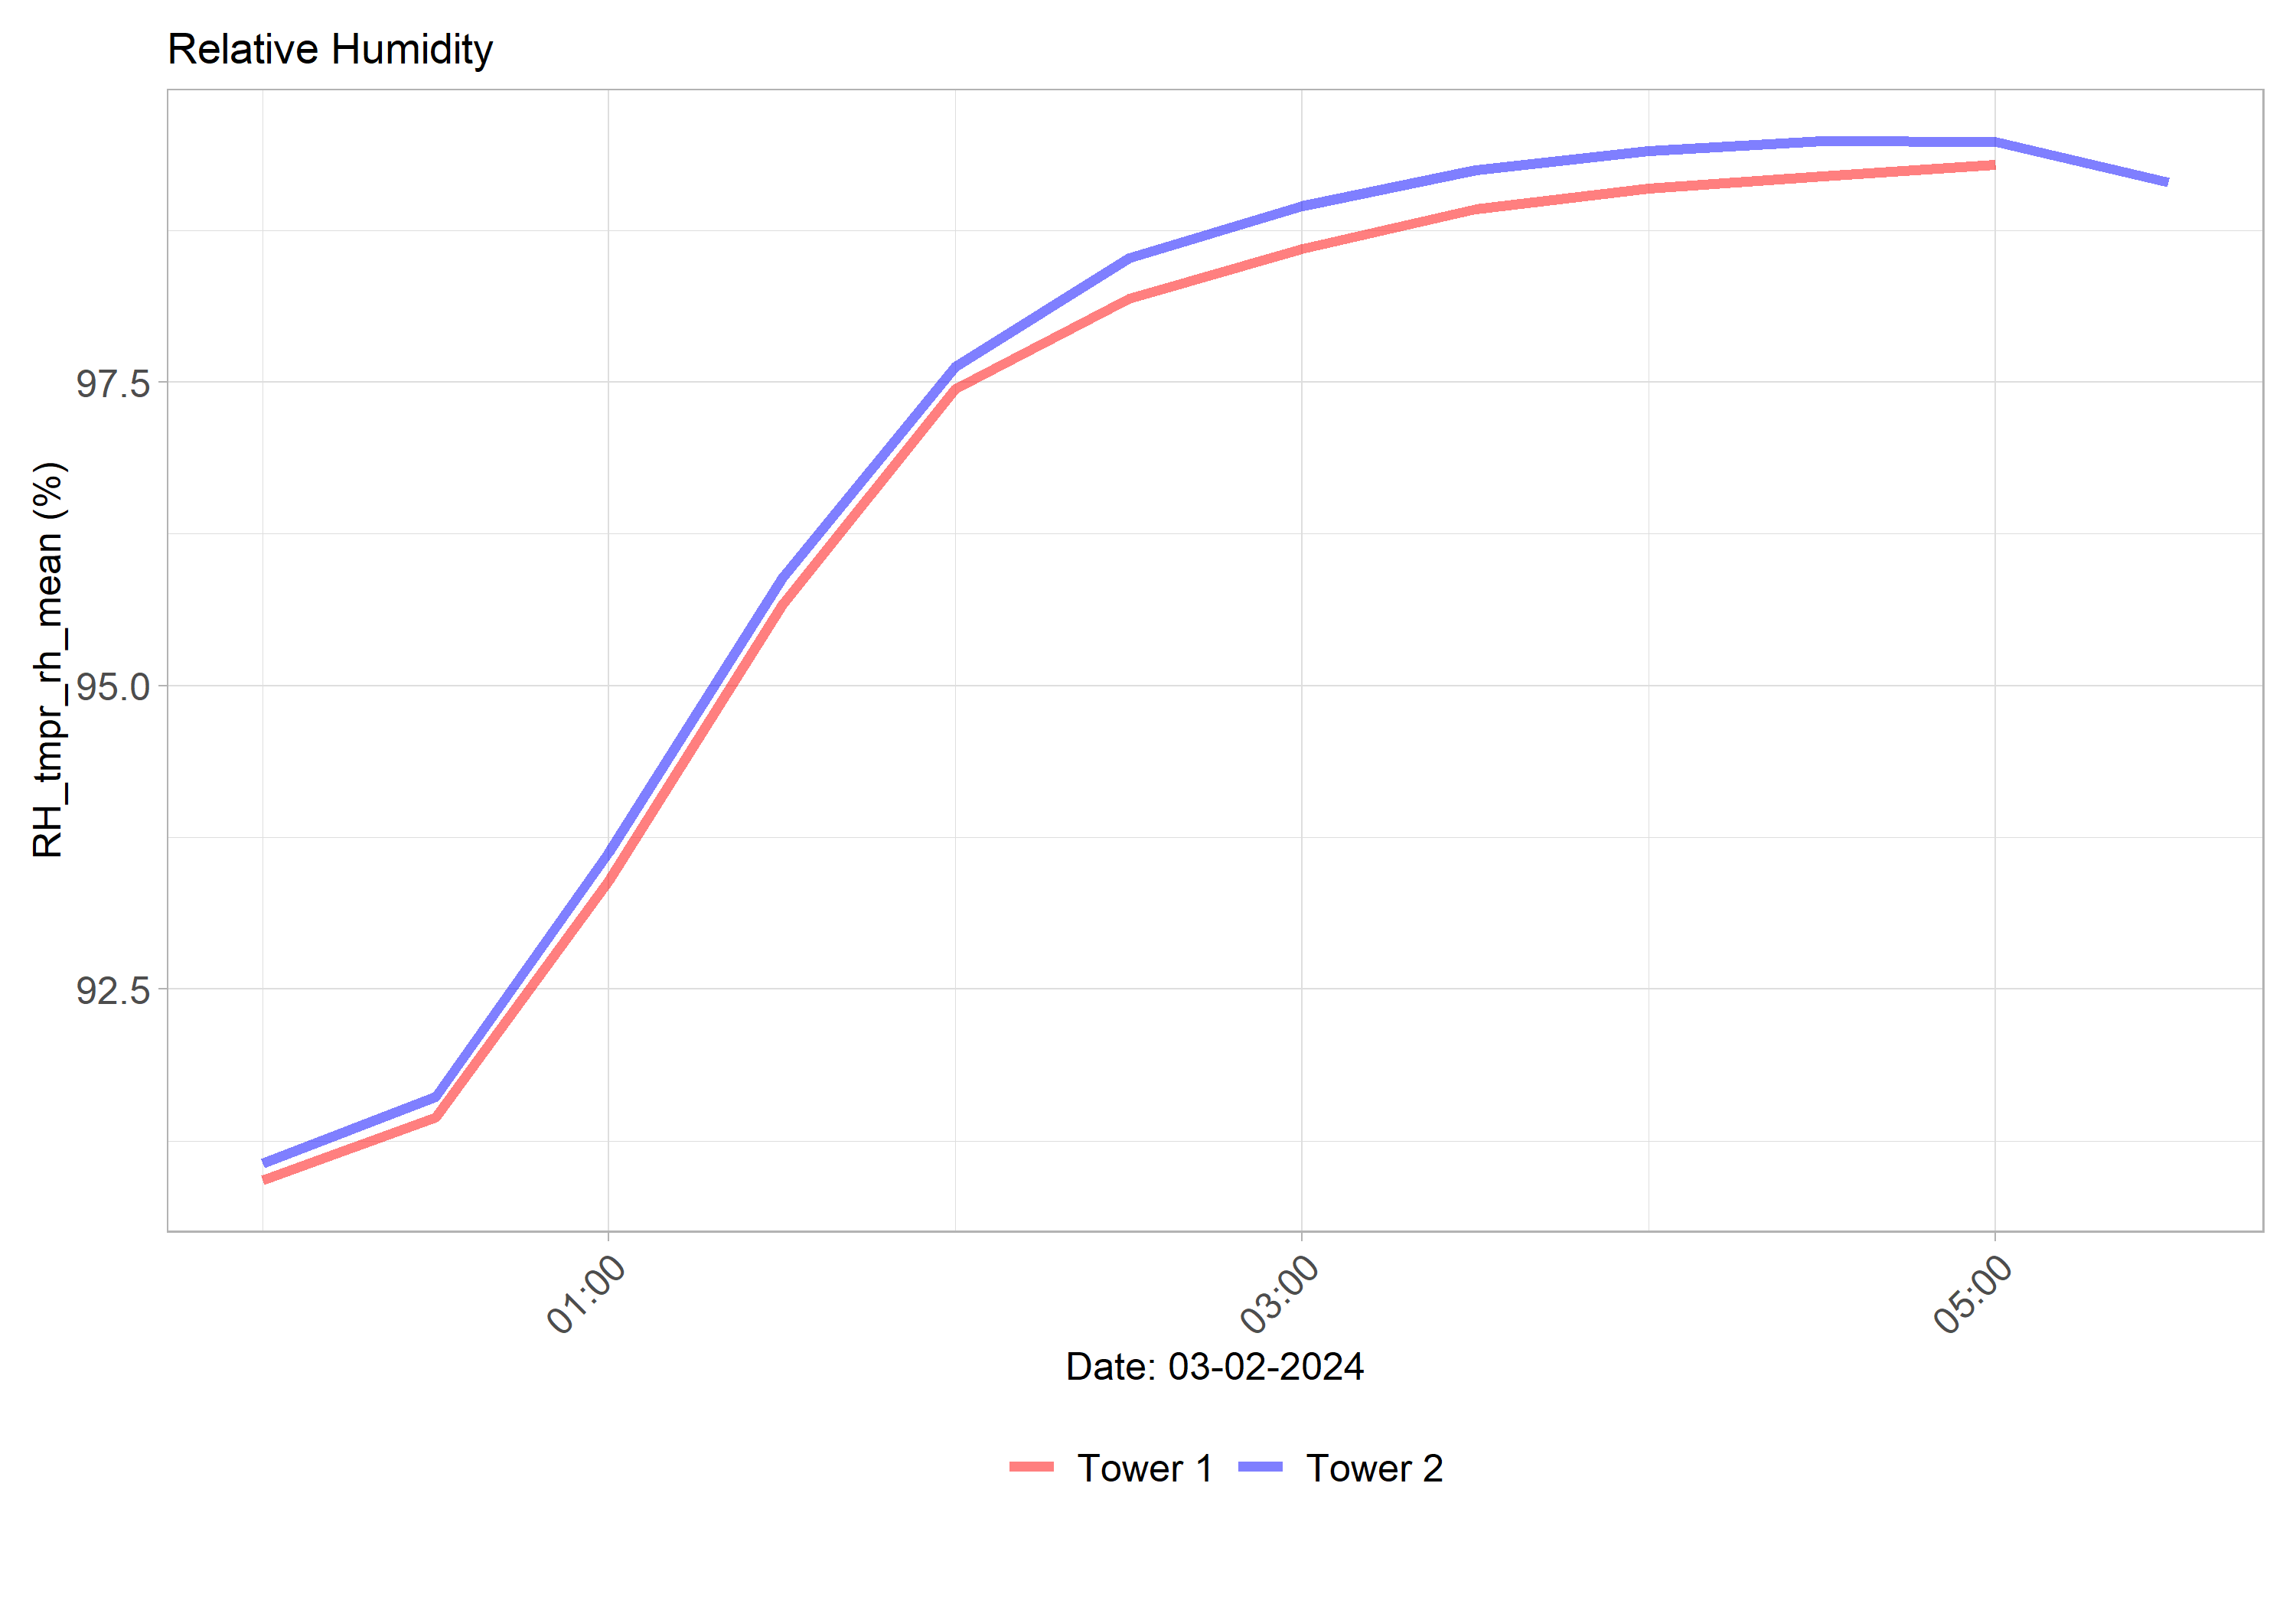 Relative Humidity
RH_tmpr_rh_mean (%)
97.5
95.0
92.5
01:00
03:00
05:00
Date: 03-02-2024
Tower 1
Tower 2